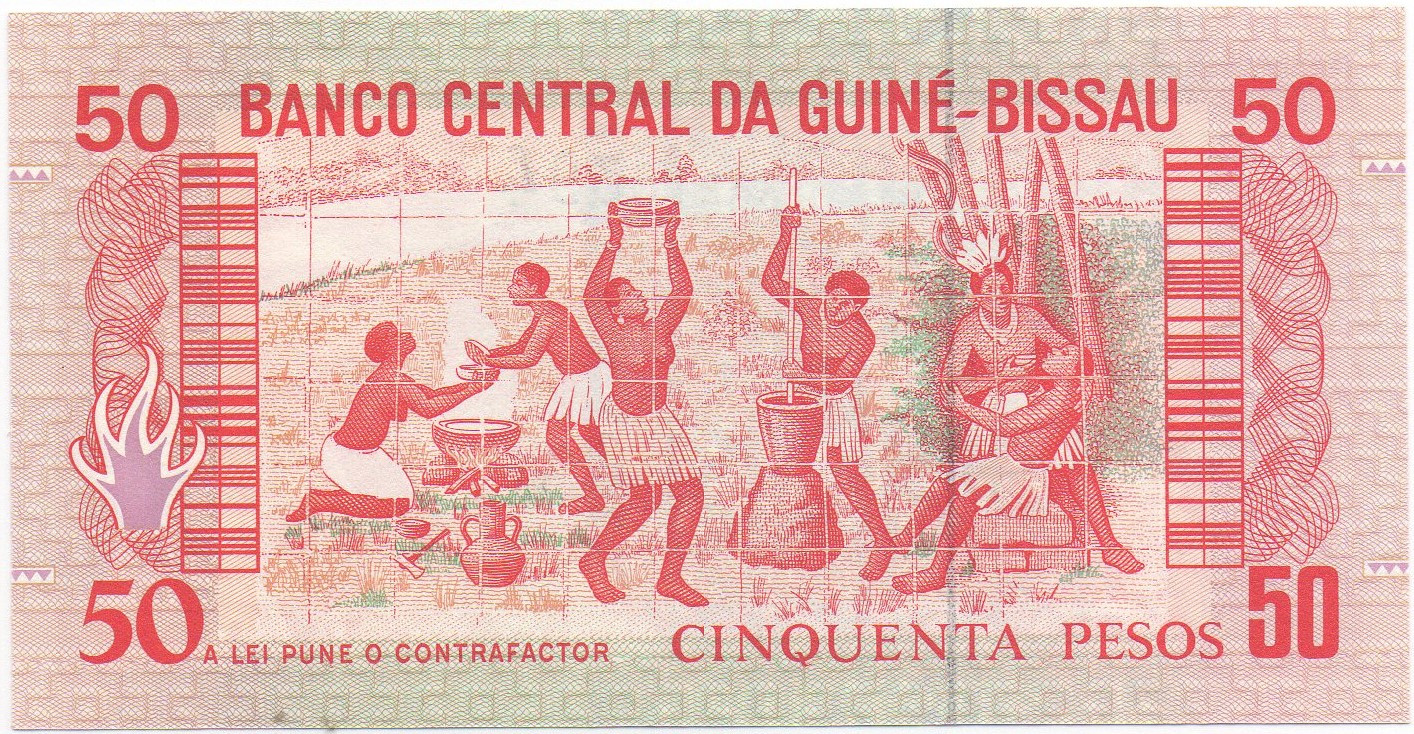 50 BANCO CENTRAL DA GUINÉ-BISSAU 50
50 A LEI PUNE O CONTRAFACTOR CINQUENTA PESOS 50